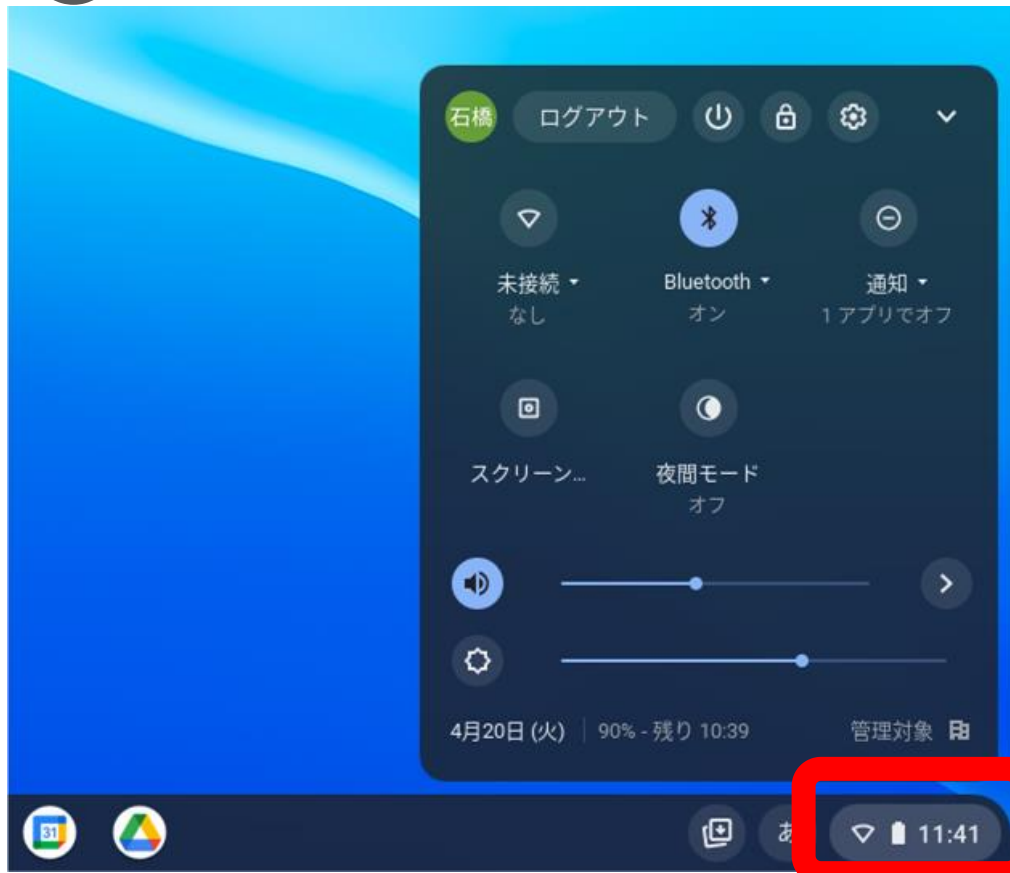 石橋 ログアウト
未接続 Bluetooth 通知
なし オン 1 アプリでオフ
スクリーン... 夜間モード
オフ
4月20日 (火) 90% - 残り 10:39 管理対象
31 あ 11:41